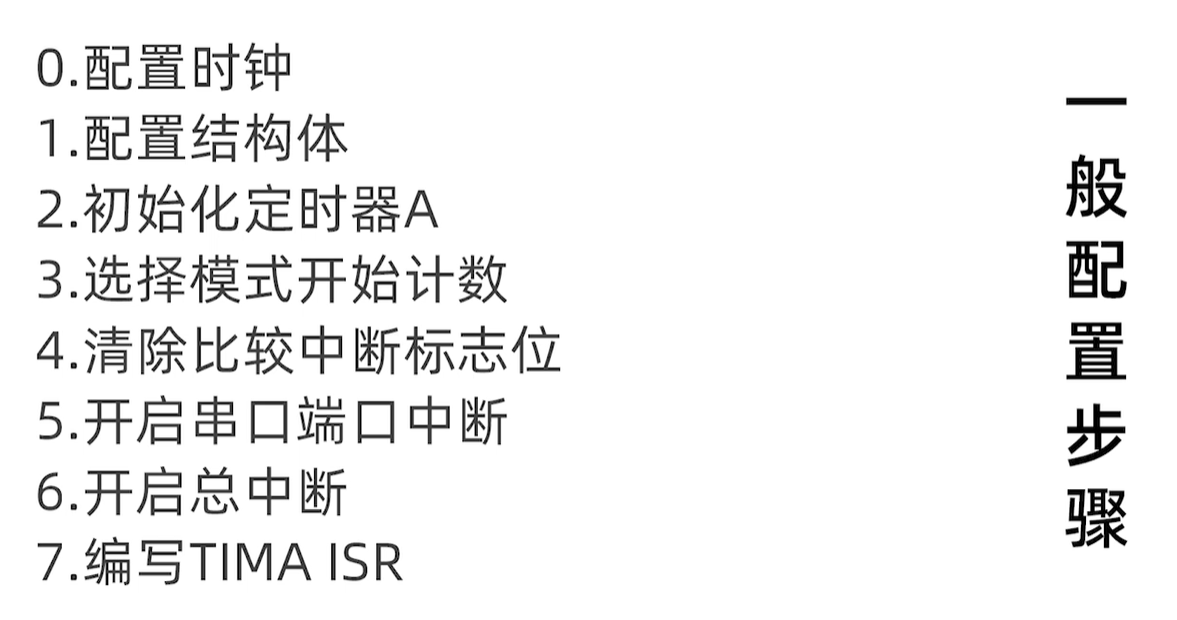 0.配置时钟
1.配置结构体
2.初始化定时器A
3.选择模式开始计数
4.清除比较中断标志位
5.开启串口端口中断
6.开启总中断
7.编写TIMA ISR
一般配置步骤